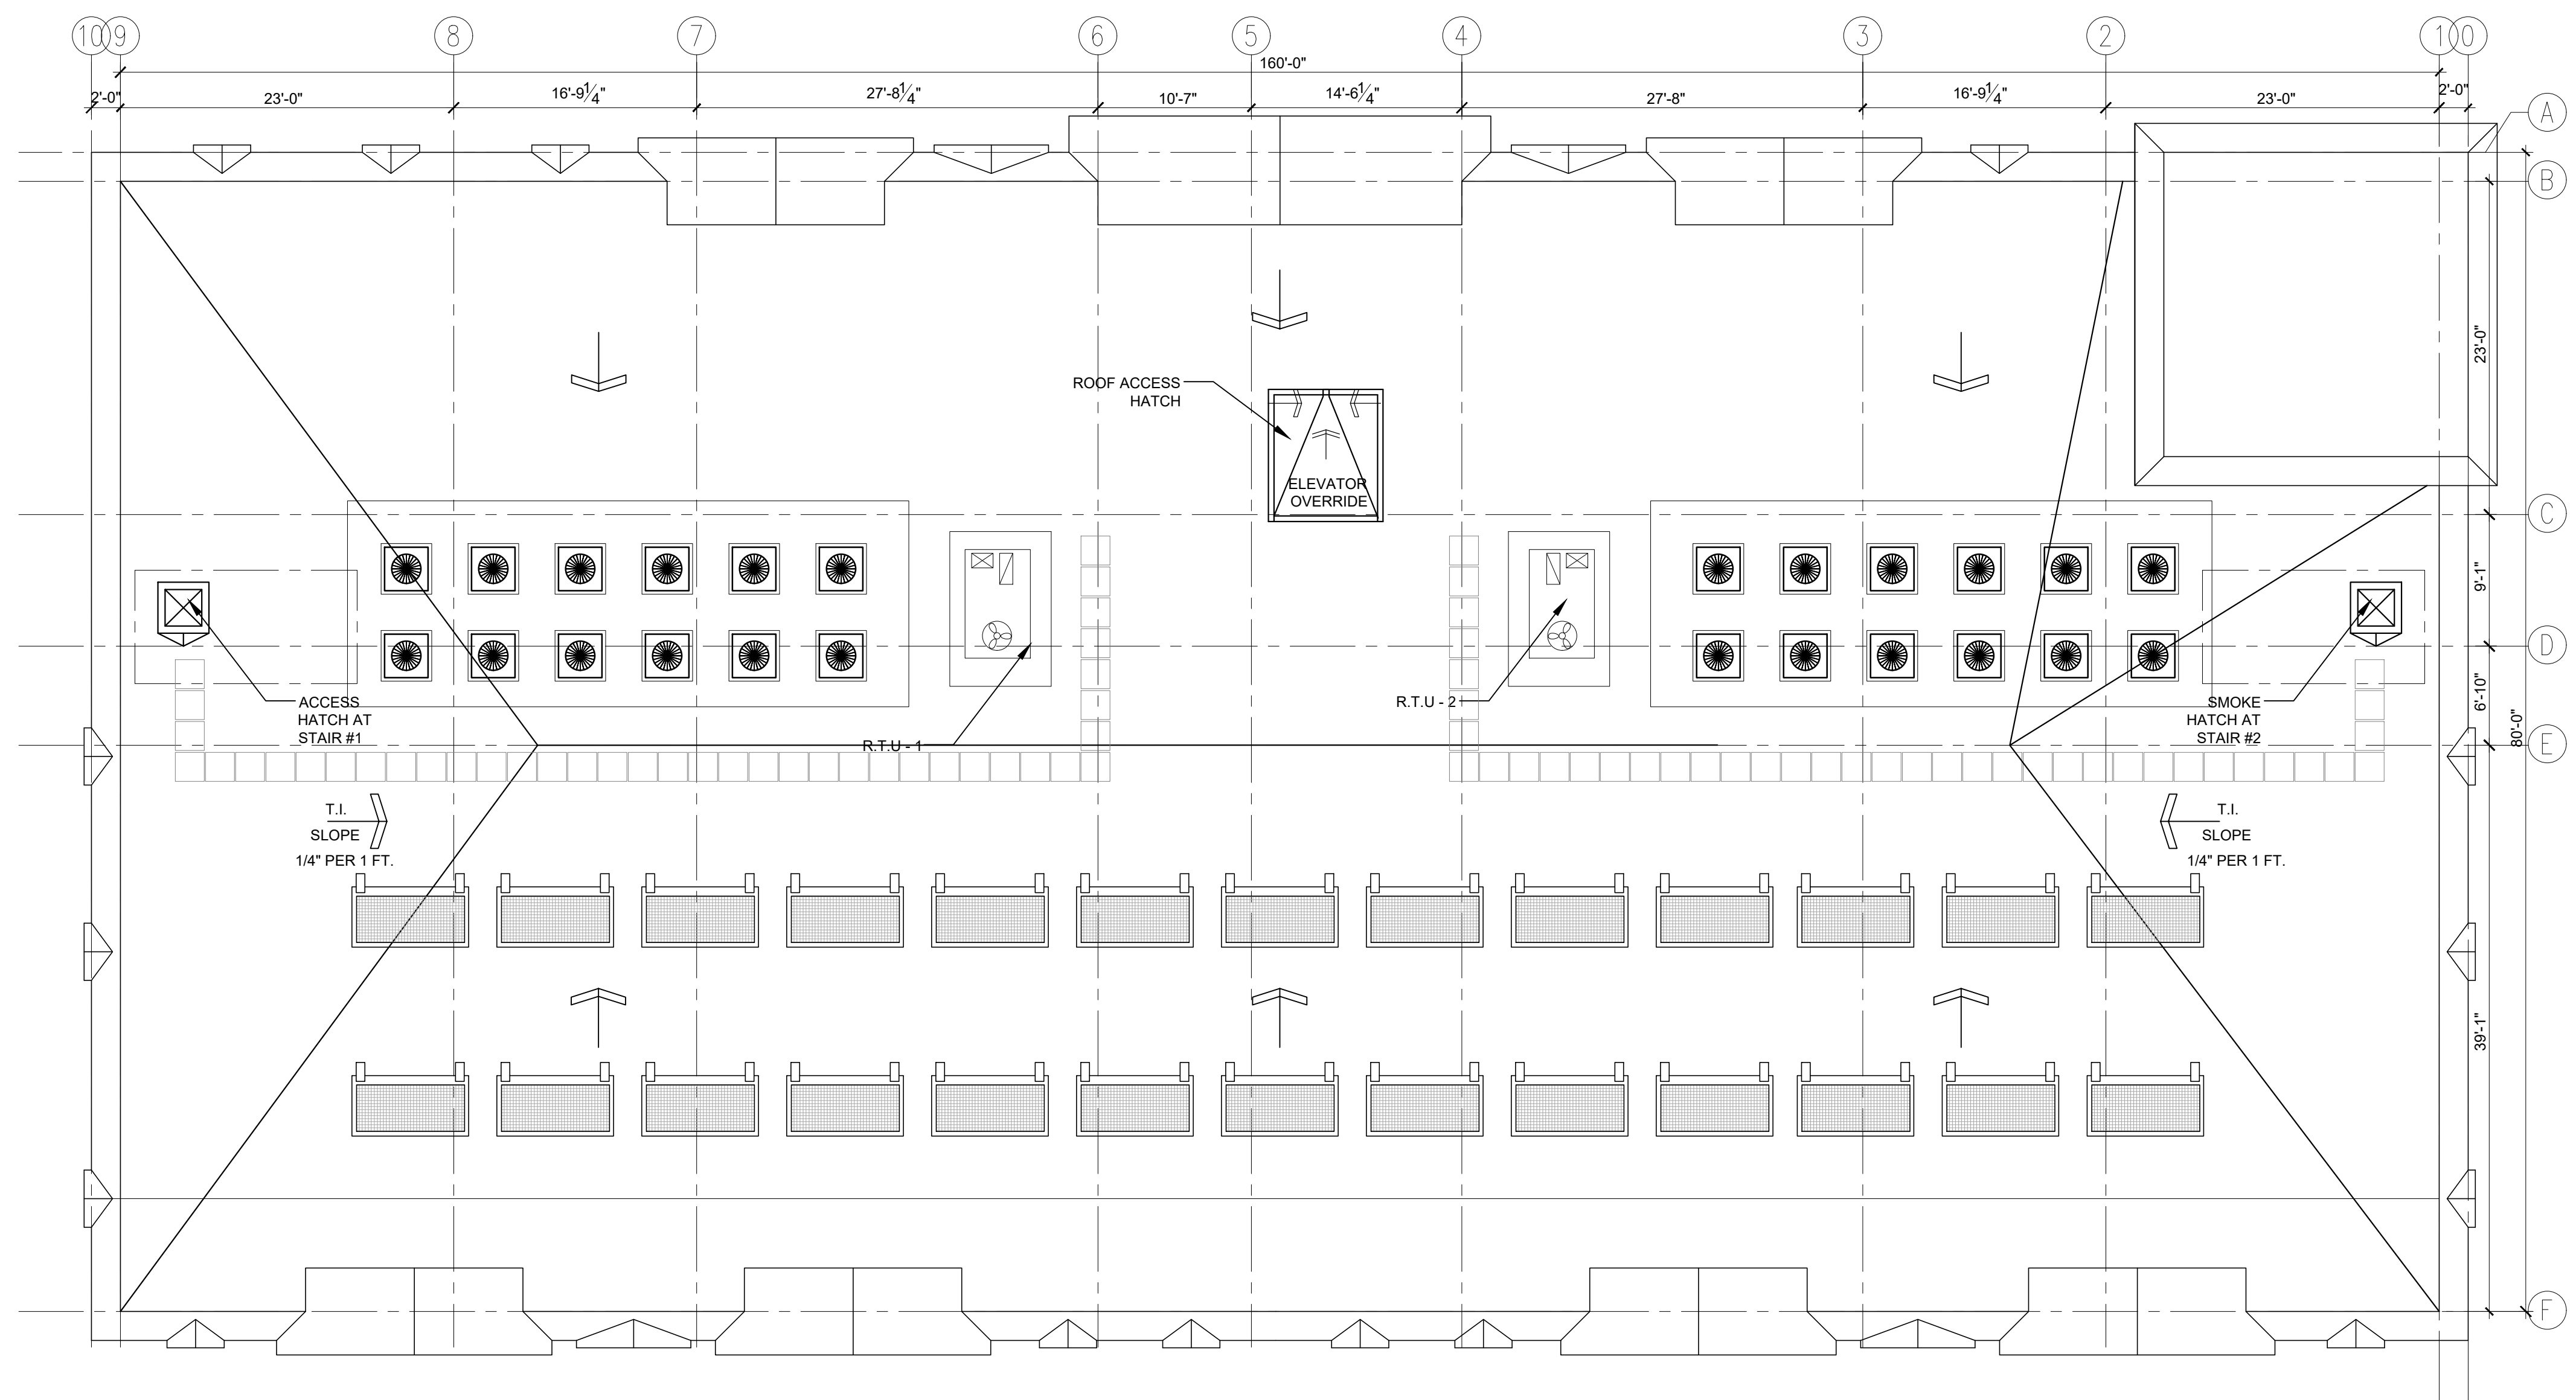 10 9 8 7 6 5 4 3 2 1 0
160'-0"
2'-0" 23'-0" 16'-9 1/4" 27'-8 1/4" 10'-7" 14'-6 1/4" 27'-8" 16'-9 1/4" 23'-0" 2'-0"
A
B
23'-0"
ROOF ACCESS
HATCH
ELEVATOR
OVERRIDE
C
9'-1"
D
ACCESS
HATCH AT
STAIR #1
R.T.U - 1
R.T.U - 2
SMOKE
HATCH AT
STAIR #2
6'-10"
80'-0"
E
T.I.
SLOPE
1/4" PER 1 FT.
T.I.
SLOPE
1/4" PER 1 FT.
39'-1"
F